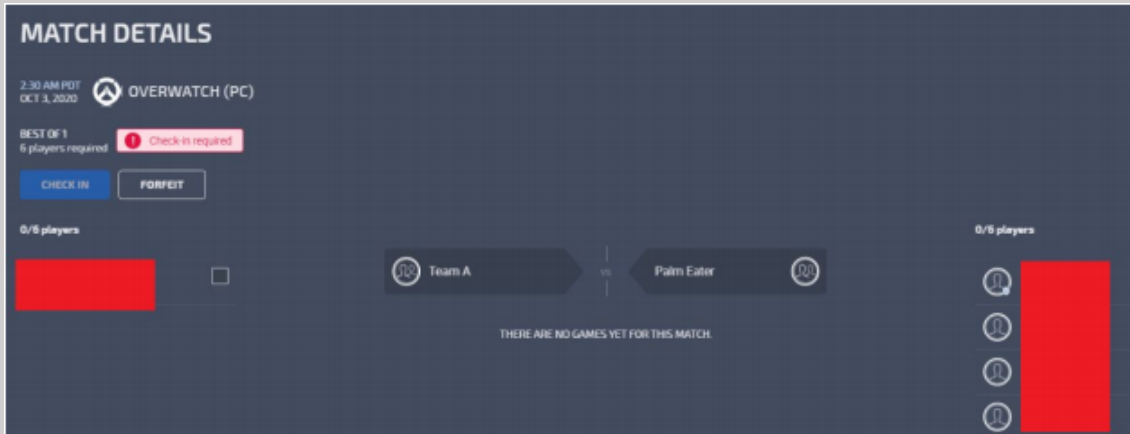 MATCH DETAILS
2:30 AM PDT
OCT 3, 2020
OVERWATCH (PC)
BEST OF 1
6 players required
Check-in required
CHECK IN
FORFEIT
0/6 players
0/6 players
Team A
VS
Palm Eater
THERE ARE NO GAMES YET FOR THIS MATCH.